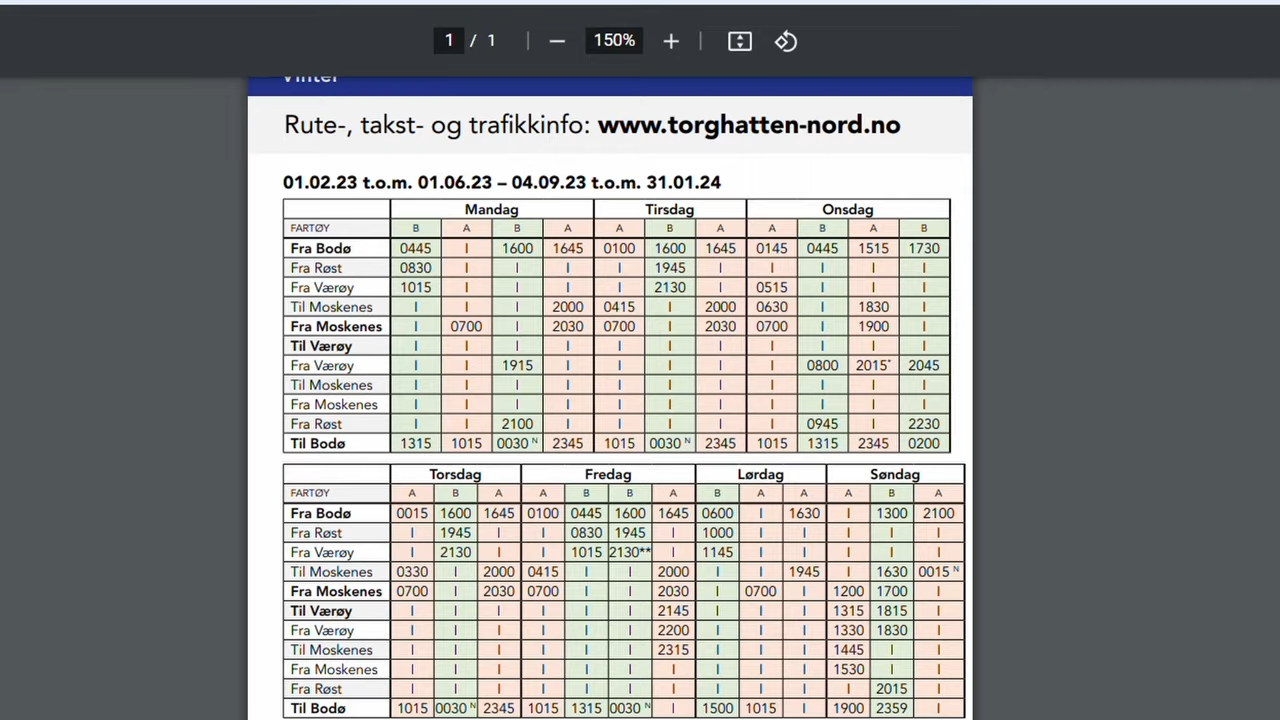 1 / 1 | — 150% + |
Vinter
Rute-, takst- og trafikkinfo: www.torghatten-nord.no
01.02.23 t.o.m. 01.06.23 – 04.09.23 t.o.m. 31.01.24
Mandag Tirsdag Onsdag
FARTØY B A B A A B A A B A B
Fra Bodø 0445 I 1600 1645 0100 1600 1645 0145 0445 1515 1730
Fra Røst 0830 I I I I 1945 I I I I I
Fra Værøy 1015 I I I I 2130 I 0515 I I I
Til Moskenes I I I 2000 0415 I 2000 0630 I 1830 I
Fra Moskenes I 0700 I 2030 0700 I 2030 0700 I 1900 I
Til Værøy I I I I I I I I I I I
Fra Værøy I I 1915 I I I I I 0800 2015* 2045
Til Moskenes I I I I I I I I I I I
Fra Moskenes I I I I I I I I I I I
Fra Røst I I 2100 I I I I I 0945 I 2230
Til Bodø 1315 1015 0030 N 2345 1015 0030 N 2345 1015 1315 2345 0200
Torsdag Fredag Lørdag Søndag
FARTØY A B A A B B A B A A A B A
Fra Bodø 0015 1600 1645 0100 0445 1600 1645 0600 I 1630 I 1300 2100
Fra Røst I 1945 I I 0830 1945 I 1000 I I I I I
Fra Værøy I 2130 I I 1015 2130** I 1145 I I I I I
Til Moskenes 0330 I 2000 0415 I I 2000 I I 1945 I 1630 0015 N
Fra Moskenes 0700 I 2030 0700 I I 2030 I 0700 I 1200 1700 I
Til Værøy I I I I I I 2145 I I I 1315 1815 I
Fra Værøy I I I I I I 2200 I I I 1330 1830 I
Til Moskenes I I I I I I 2315 I I I 1445 I I
Fra Moskenes I I I I I I I I I I 1530 I I
Fra Røst I I I I I I I I I I I 2015 I
Til Bodø 1015 0030 N 2345 1015 1315 0030 N I 1500 1015 I 1900 2359 I